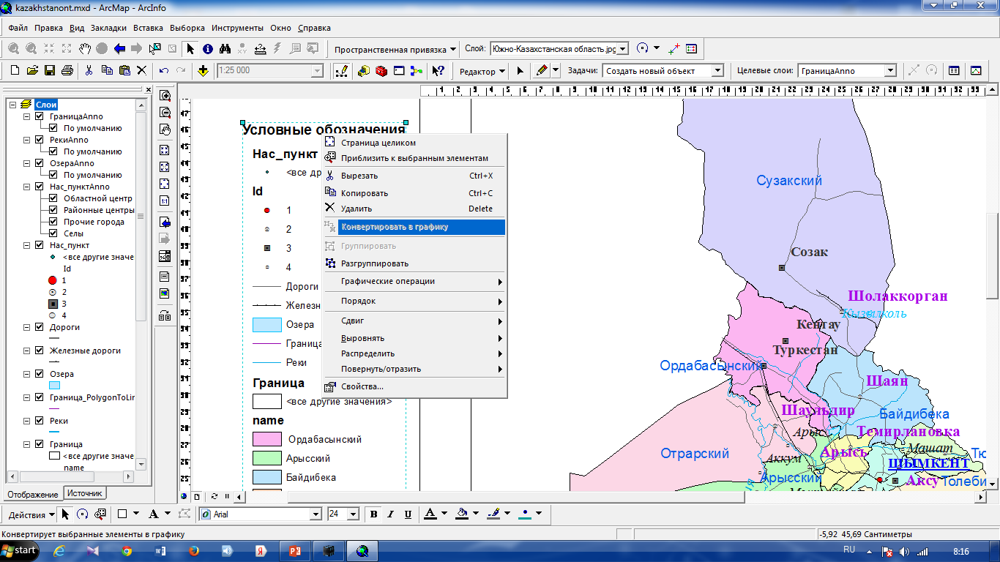 kazakhstanont.mxd - ArcMap - ArcInfo
Файл Правка Вид Закладки Вставка Выборка Инструменты Окно Справка
Пространственная привязка Слой: Южно-Казахстанская область.jpg
1:25 000 Редактор Задачи: Создать новый объект Целевые слои: ГраницаAnno
Слои
ГраницаAnno
По умолчанию
РекиAnno
По умолчанию
ОзераAnno
По умолчанию
Нас_пунктAnno
Областной центр
Районные центры
Прочие города
Селы
Нас_пункт
<все другие значе
Id
1
2
3
4
Дороги
Железные дороги
Озера
Граница_PolygonToLin
Реки
Граница
<все другие значе
name
Отображение Источник
Условные обозначения
Нас_пункт
<все др
Id
1
2
3
4
Дороги
Железн
Озера
Граница
Реки
Граница
<все другие значения>
name
Ордабасынский
Арысский
Байдибека
Страница целиком
Приблизить к выбранным элементам
Вырезать Ctrl+X
Копировать Ctrl+C
Удалить Delete
Конвертировать в графику
Группировать
Разгруппировать
Графические операции
Порядок
Сдвиг
Выровнять
Распределить
Повернуть/отразить
Свойства...
Сузакский
Созак
Шолаккорган
Кызылколь
Кентау
Туркестан
Ордабасынский
Шаян
Шаульдир
Байдибека
Арыс
Темирлановка
Отрарский
Машат
Арысь
Аккум
ШЫМКЕНТ
Арысский
Аксу
Толеби
Действия Arial 24 B I U A
Конвертирует выбранные элементы в графику -5,92 45,69 Сантиметры
start RU 8:16